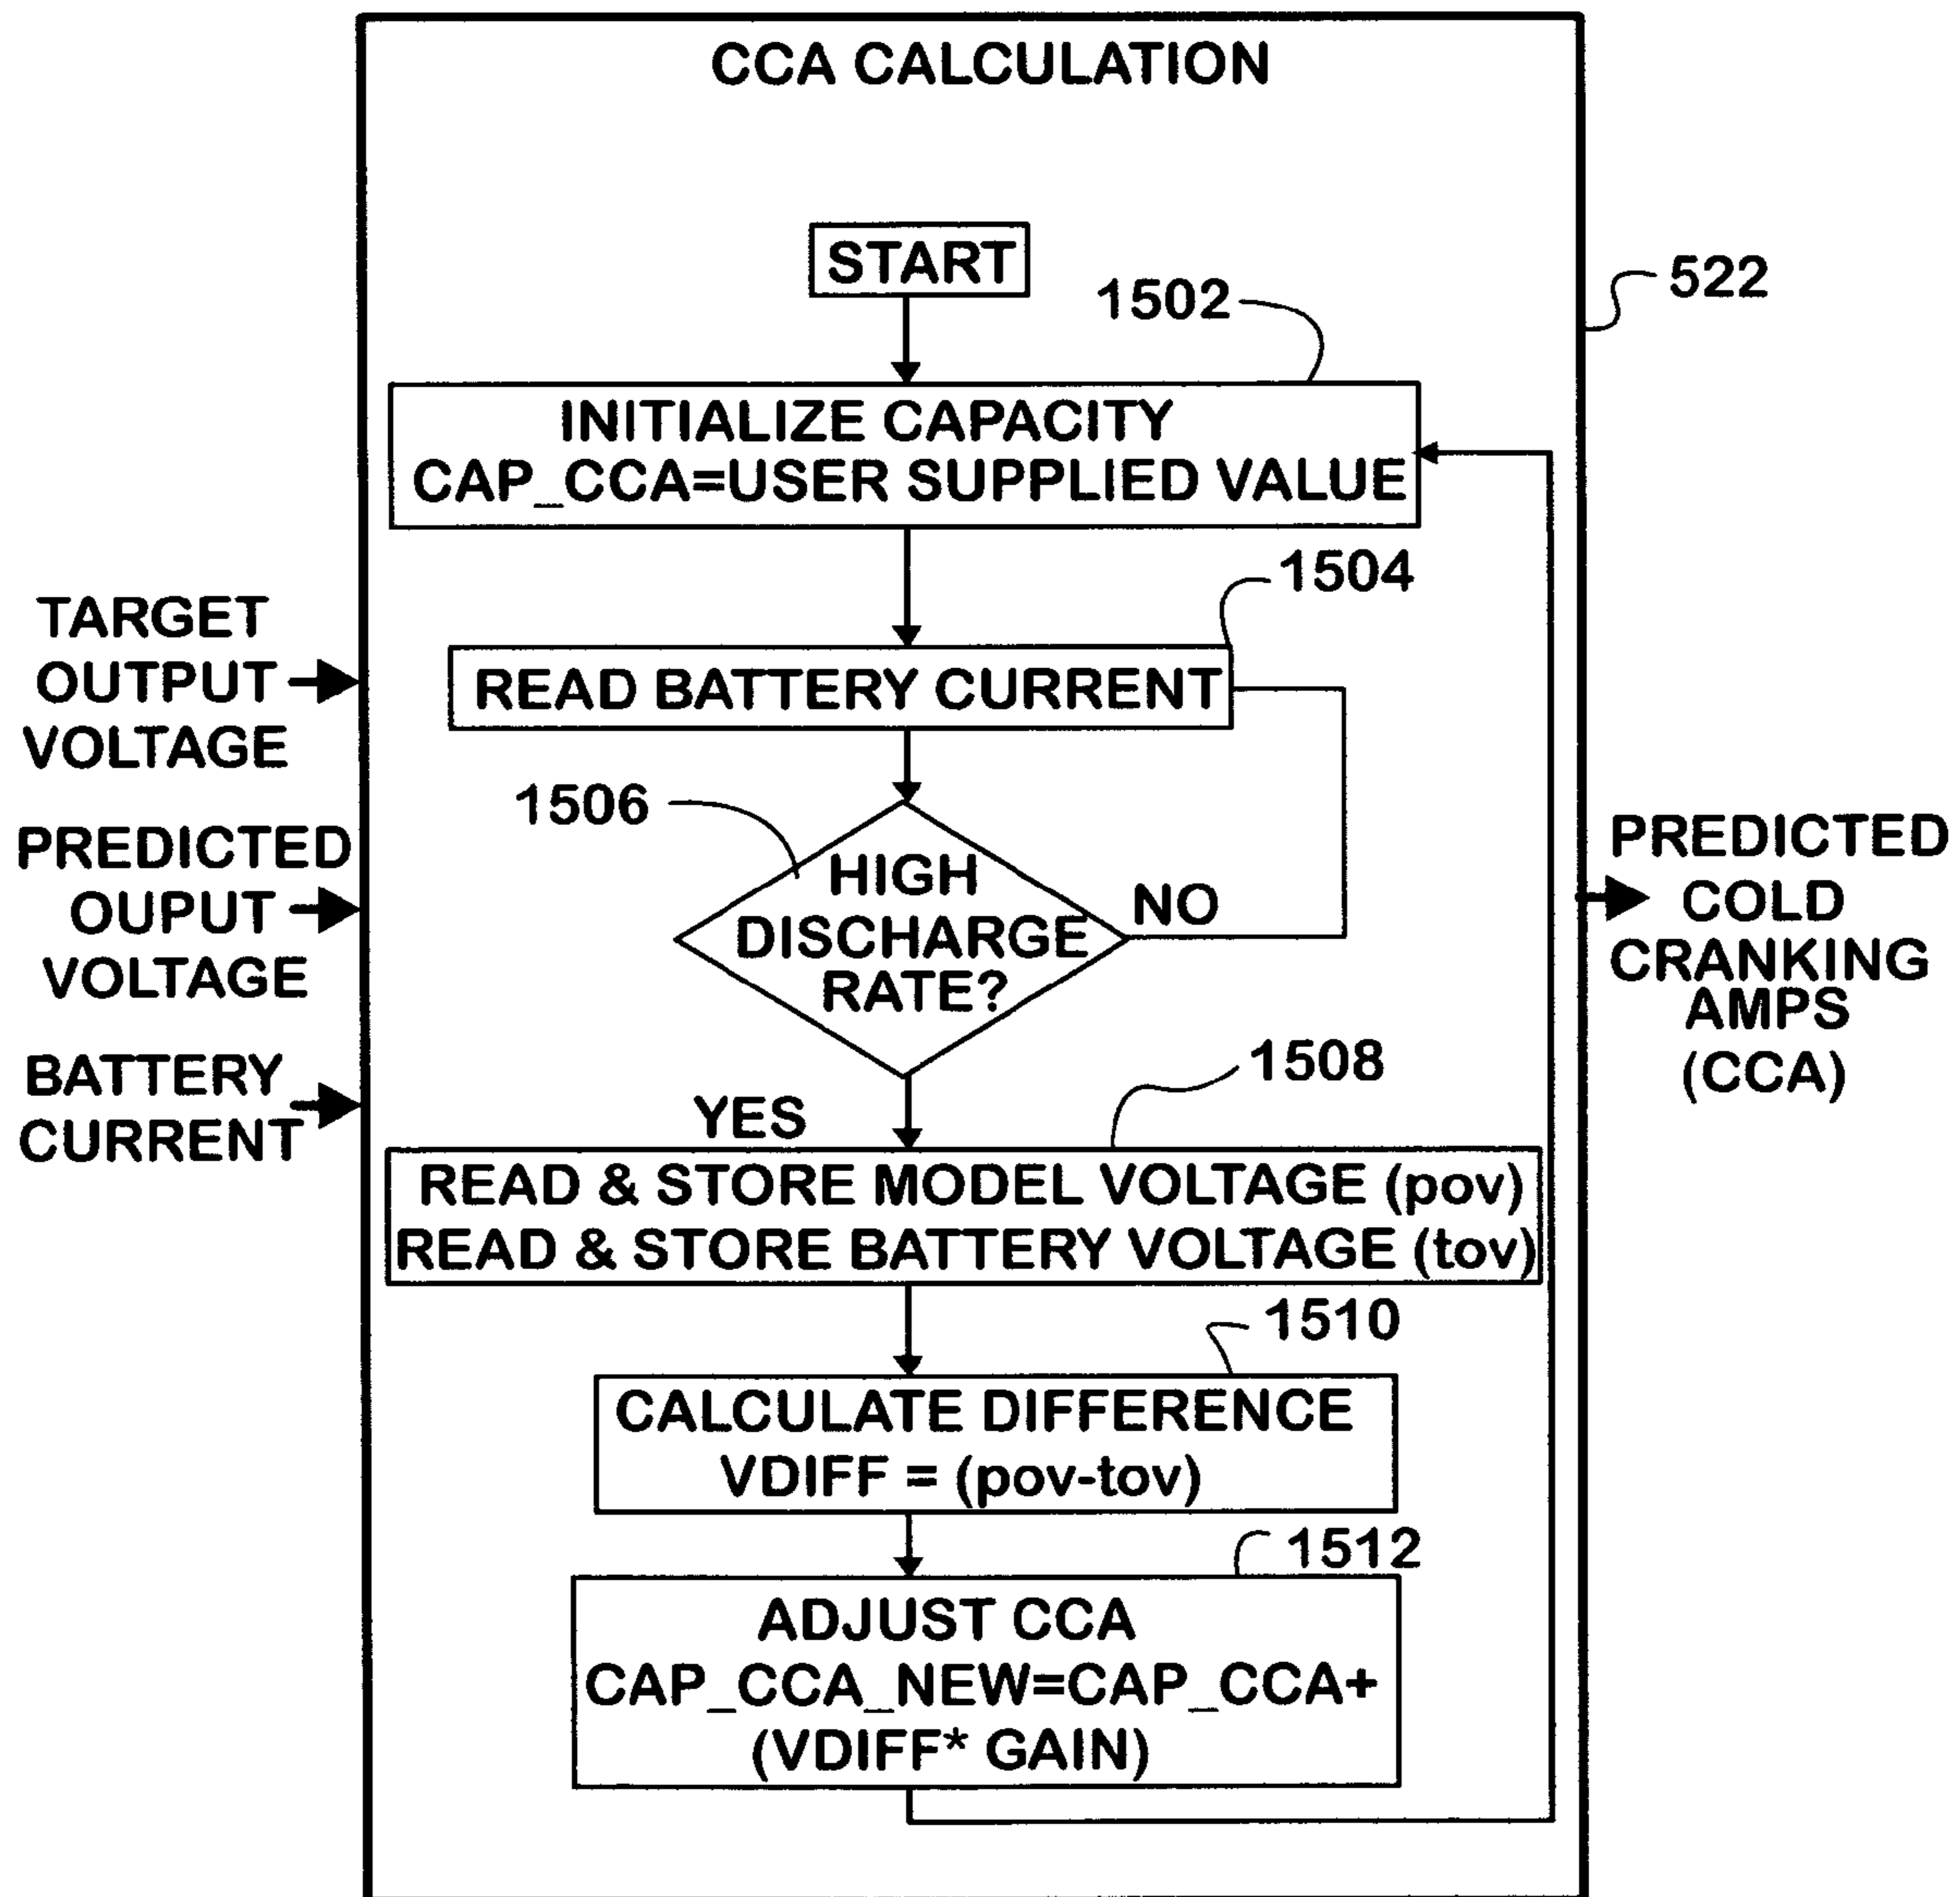 CCA CALCULATION
START
1502
522
INITIALIZE CAPACITY
CAP_CCA=USER SUPPLIED VALUE
1504
READ BATTERY CURRENT
TARGET
OUTPUT
VOLTAGE
1506
HIGH
DISCHARGE
RATE?
NO
PREDICTED
OUPUT
VOLTAGE
PREDICTED
COLD
CRANKING
AMPS
(CCA)
BATTERY
CURRENT
YES
1508
READ & STORE MODEL VOLTAGE (pov)
READ & STORE BATTERY VOLTAGE (tov)
1510
CALCULATE DIFFERENCE
VDIFF = (pov-tov)
1512
ADJUST CCA
CAP_CCA_NEW=CAP_CCA+
(VDIFF* GAIN)